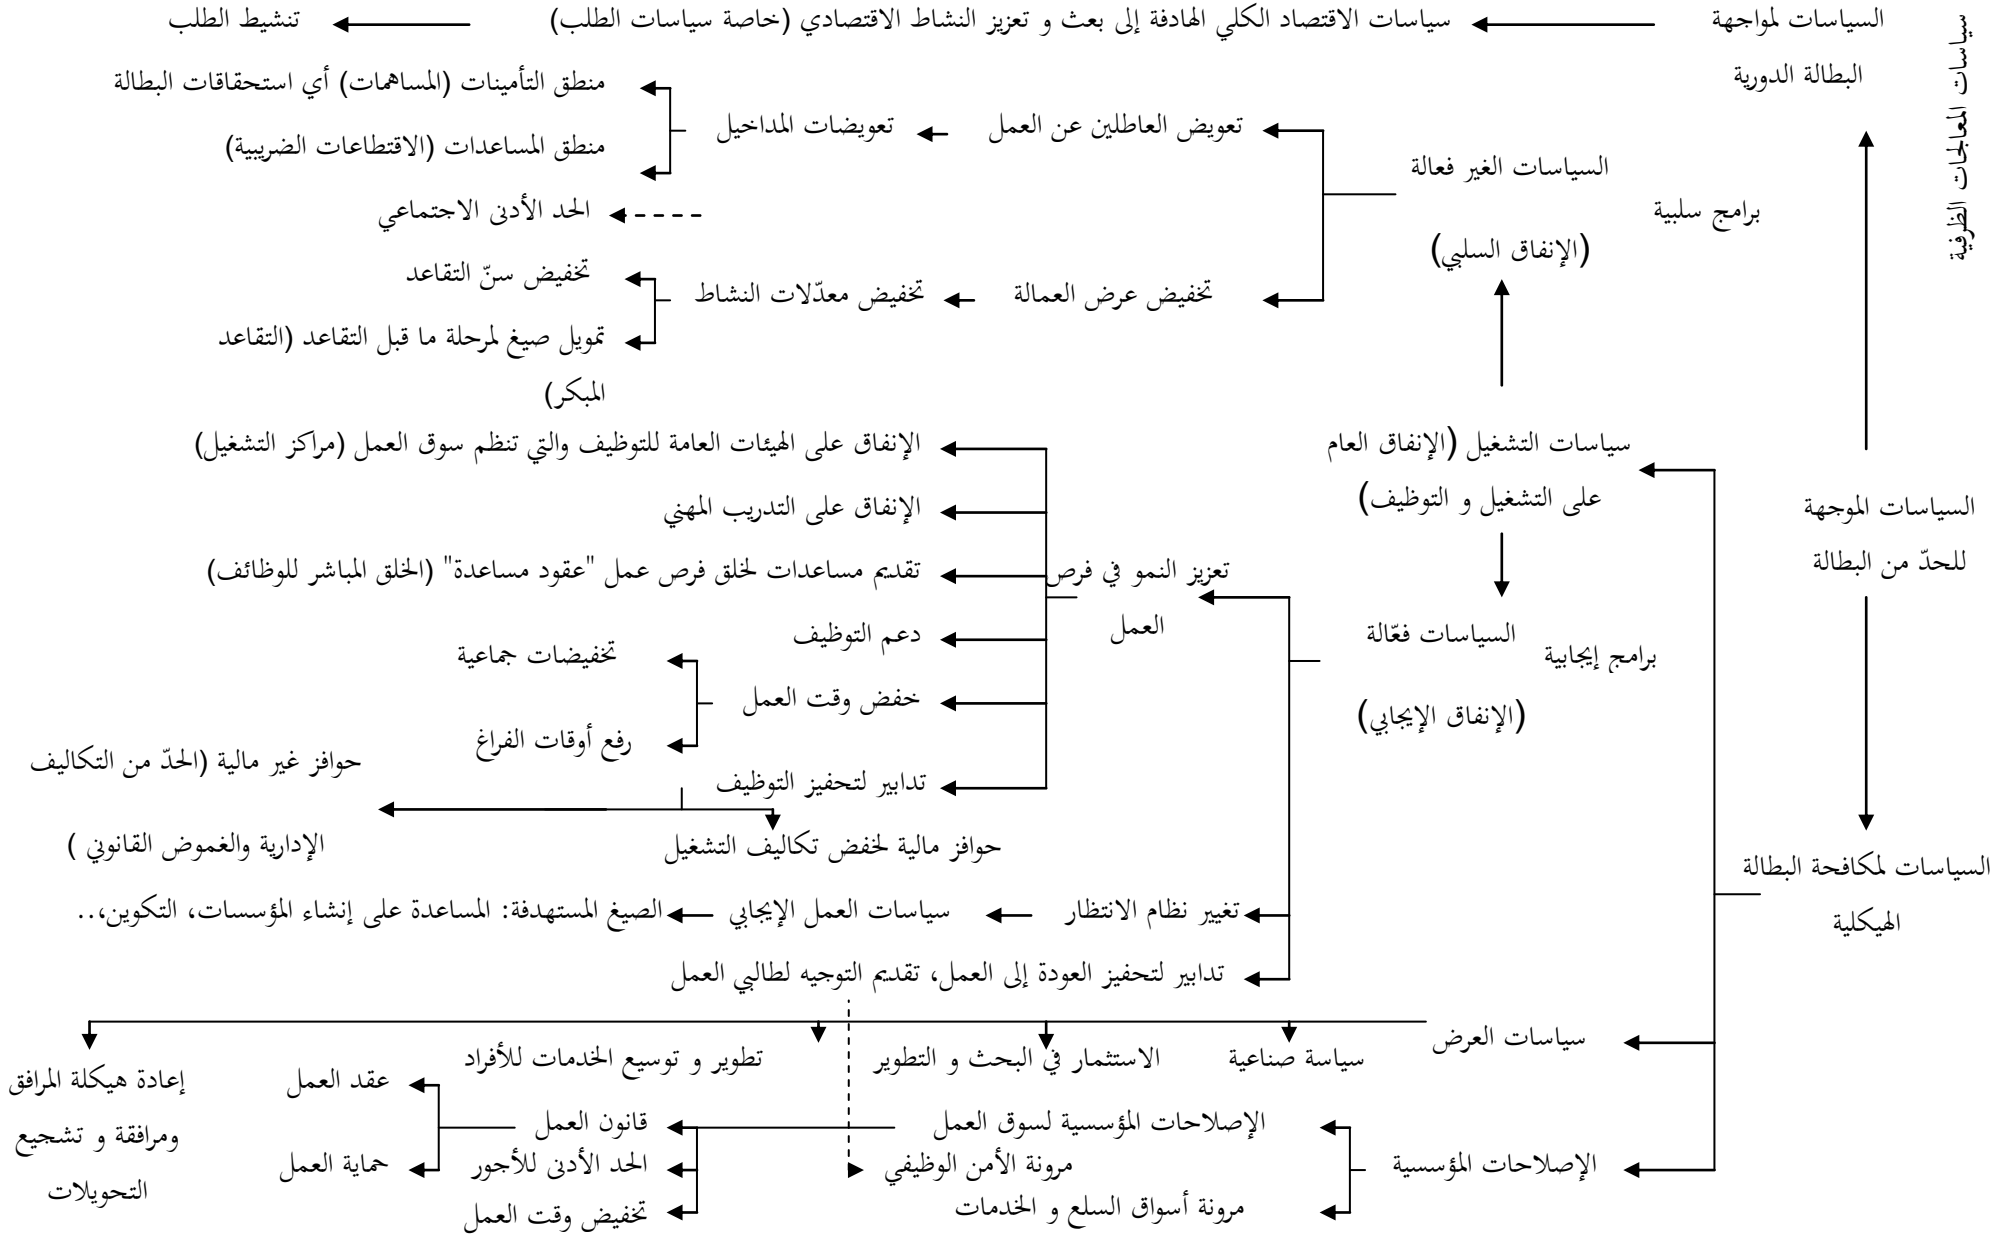 سياسات المعالجات الظرفية
السياسات لمواجهة
البطالة الدورية
سياسات الاقتصاد الكلي الهادفة إلى بعث و تعزيز النشاط الاقتصادي (خاصة سياسات الطلب)
تنشيط الطلب
برامج سلبية
السياسات الغير فعالة
(الإنفاق السلبي)
تعويض العاطلين عن العمل
تعويضات المداخيل
منطق التأمينات (المساهمات) أي استحقاقات البطالة
منطق المساعدات (الاقتطاعات الضريبية)
الحد الأدنى الاجتماعي
تخفيض عرض العمالة
تخفيض معدّلات النشاط
تخفيض سنّ التقاعد
تمويل صيغ لمرحلة ما قبل التقاعد (التقاعد
المبكر)
السياسات الموجهة
للحدّ من البطالة
سياسات التشغيل (الإنفاق العام
على التشغيل و التوظيف)
برامج إيجابية
السياسات فعّالة
(الإنفاق الإيجابي)
تعزيز النمو في فرص
العمل
الإنفاق على الهيئات العامة للتوظيف والتي تنظم سوق العمل (مراكز التشغيل)
الإنفاق على التدريب المهني
تقديم مساعدات لخلق فرص عمل "عقود مساعدة" (الخلق المباشر للوظائف)
دعم التوظيف
خفض وقت العمل
تخفيضات جماعية
رفع أوقات الفراغ
تدابير لتحفيز التوظيف
حوافز غير مالية (الحدّ من التكاليف
الإدارية والغموض القانوني )
حوافز مالية لخفض تكاليف التشغيل
السياسات لمكافحة البطالة
الهيكلية
تغيير نظام الانتظار
سياسات العمل الإيجابي
الصيغ المستهدفة: المساعدة على إنشاء المؤسسات، التكوين،..
تدابير لتحفيز العودة إلى العمل، تقديم التوجيه لطالبي العمل
سياسات العرض
سياسة صناعية
الاستثمار في البحث و التطوير
تطوير و توسيع الخدمات للأفراد
إعادة هيكلة المرافق
ومرافقة و تشجيع
التحويلات
الإصلاحات المؤسسية
الإصلاحات المؤسسية لسوق العمل
مرونة الأمن الوظيفي
مرونة أسواق السلع و الخدمات
قانون العمل
الحد الأدنى للأجور
تخفيض وقت العمل
عقد العمل
حماية العمل